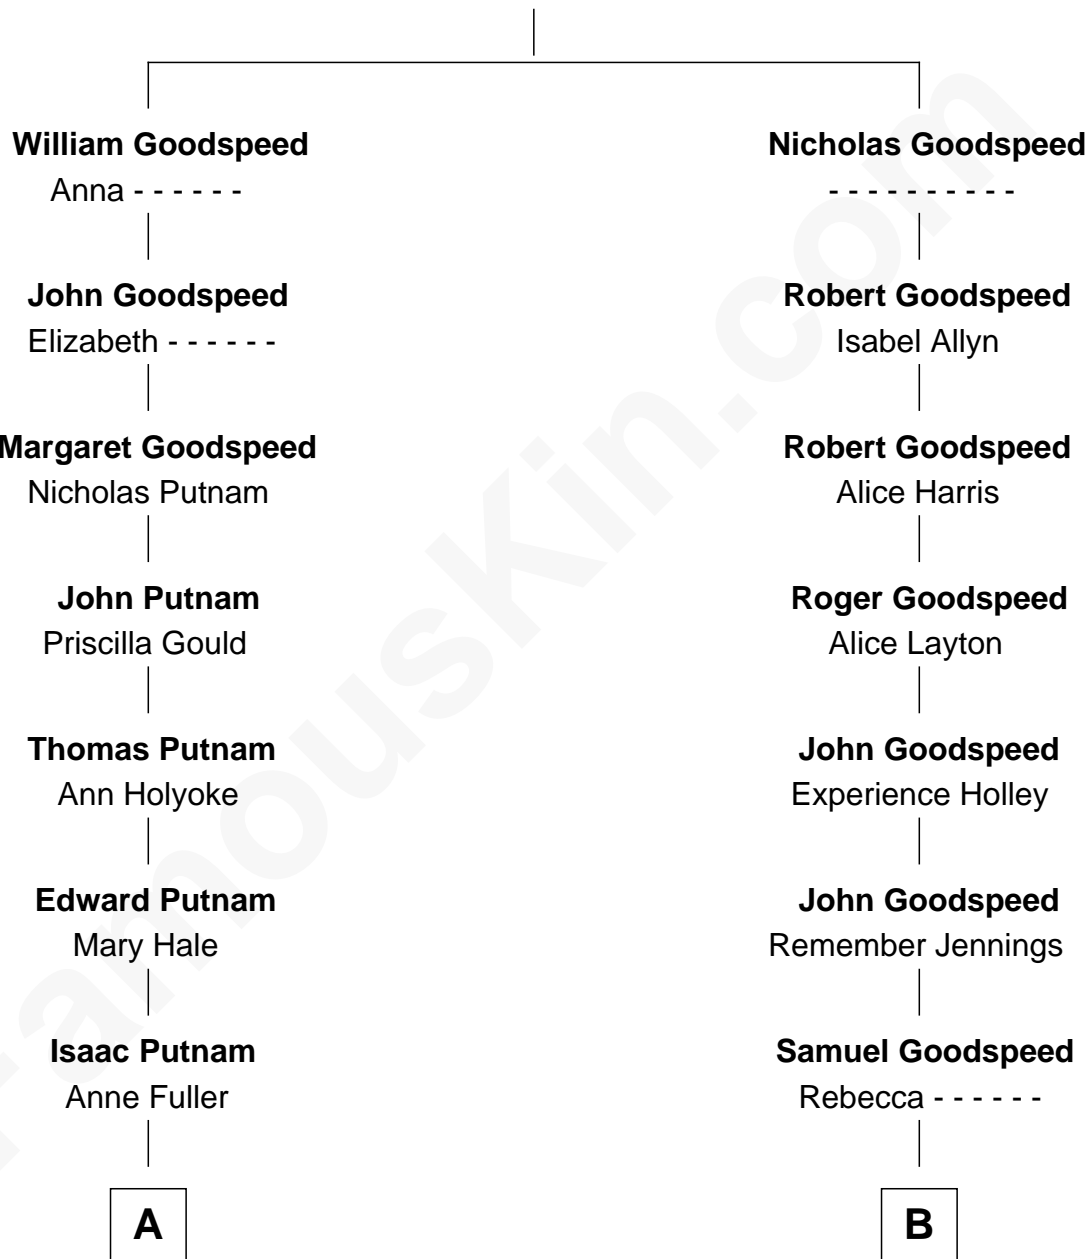 William Goodspeed
Anna - - - - - -
John Goodspeed
Elizabeth - - - - - -
Margaret Goodspeed
Nicholas Putnam
John Putnam
Priscilla Gould
Thomas Putnam
Ann Holyoke
Edward Putnam
Mary Hale
Isaac Putnam
Anne Fuller
A
Nicholas Goodspeed
- - - - - - - - - -
Robert Goodspeed
Isabel Allyn
Robert Goodspeed
Alice Harris
Roger Goodspeed
Alice Layton
John Goodspeed
Experience Holley
John Goodspeed
Remember Jennings
Samuel Goodspeed
Rebecca - - - - - -
B
FamousKin.com